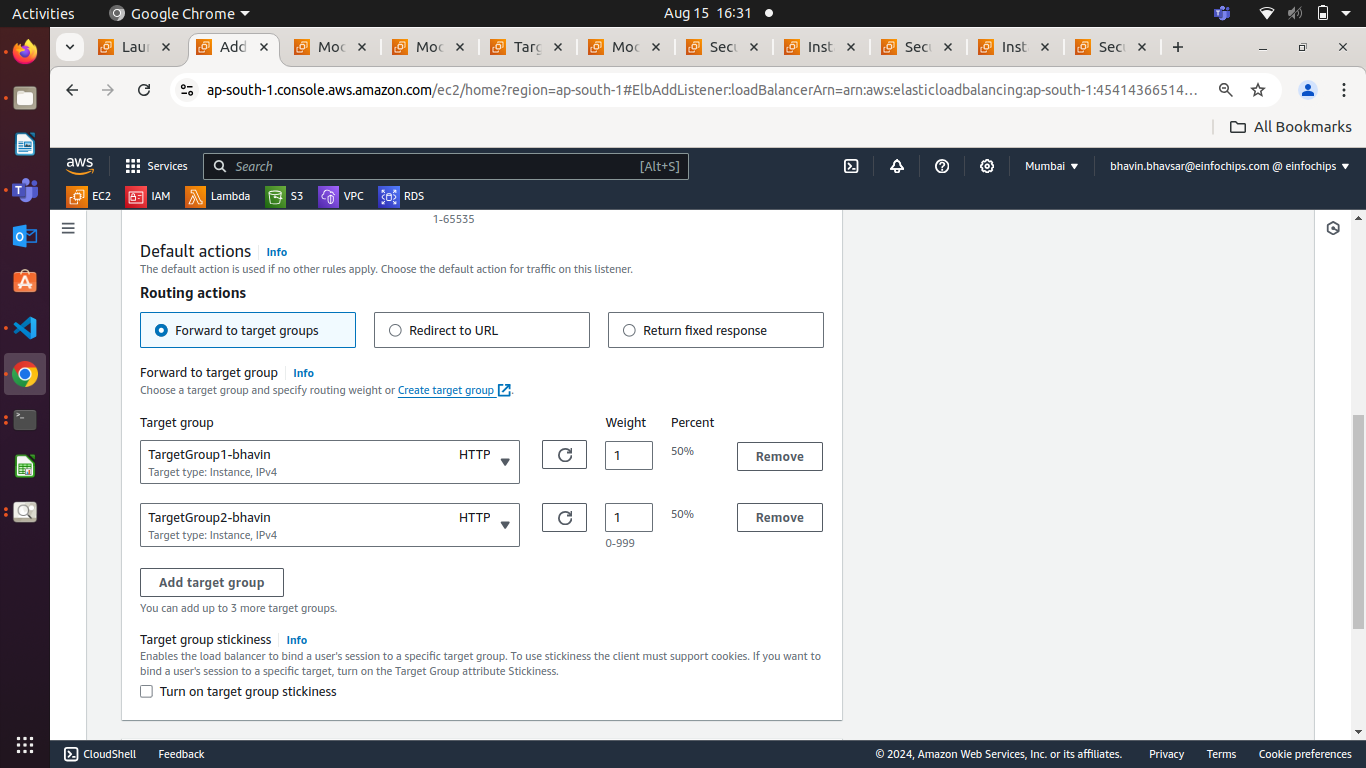 Activities Google Chrome Aug 15 16:31
Lau Add Moc Moc Targ Moc Secu Inst Secu Inst Secu
ap-south-1.console.aws.amazon.com/ec2/home?region=ap-south-1#ElbAddListener:loadBalancerArn=arn:aws:elasticloadbalancing:ap-south-1:45414366514...
All Bookmarks
aws Services Search [Alt+S] Mumbai bhavin.bhavsar@einfochips.com @ einfochips
EC2 IAM Lambda S3 VPC RDS
1-65535
Default actions Info
The default action is used if no other rules apply. Choose the default action for traffic on this listener.
Routing actions
Forward to target groups Redirect to URL Return fixed response
Forward to target group Info
Choose a target group and specify routing weight or Create target group.
Target group Weight Percent
TargetGroup1-bhavin HTTP 1 50% Remove
Target type: Instance, IPv4
TargetGroup2-bhavin HTTP 1 50% Remove
Target type: Instance, IPv4
0-999
Add target group
You can add up to 3 more target groups.
Target group stickiness Info
Enables the load balancer to bind a user's session to a specific target group. To use stickiness the client must support cookies. If you want to
bind a user's session to a specific target, turn on the Target Group attribute Stickiness.
Turn on target group stickiness
CloudShell Feedback © 2024, Amazon Web Services, Inc. or its affiliates. Privacy Terms Cookie preferences